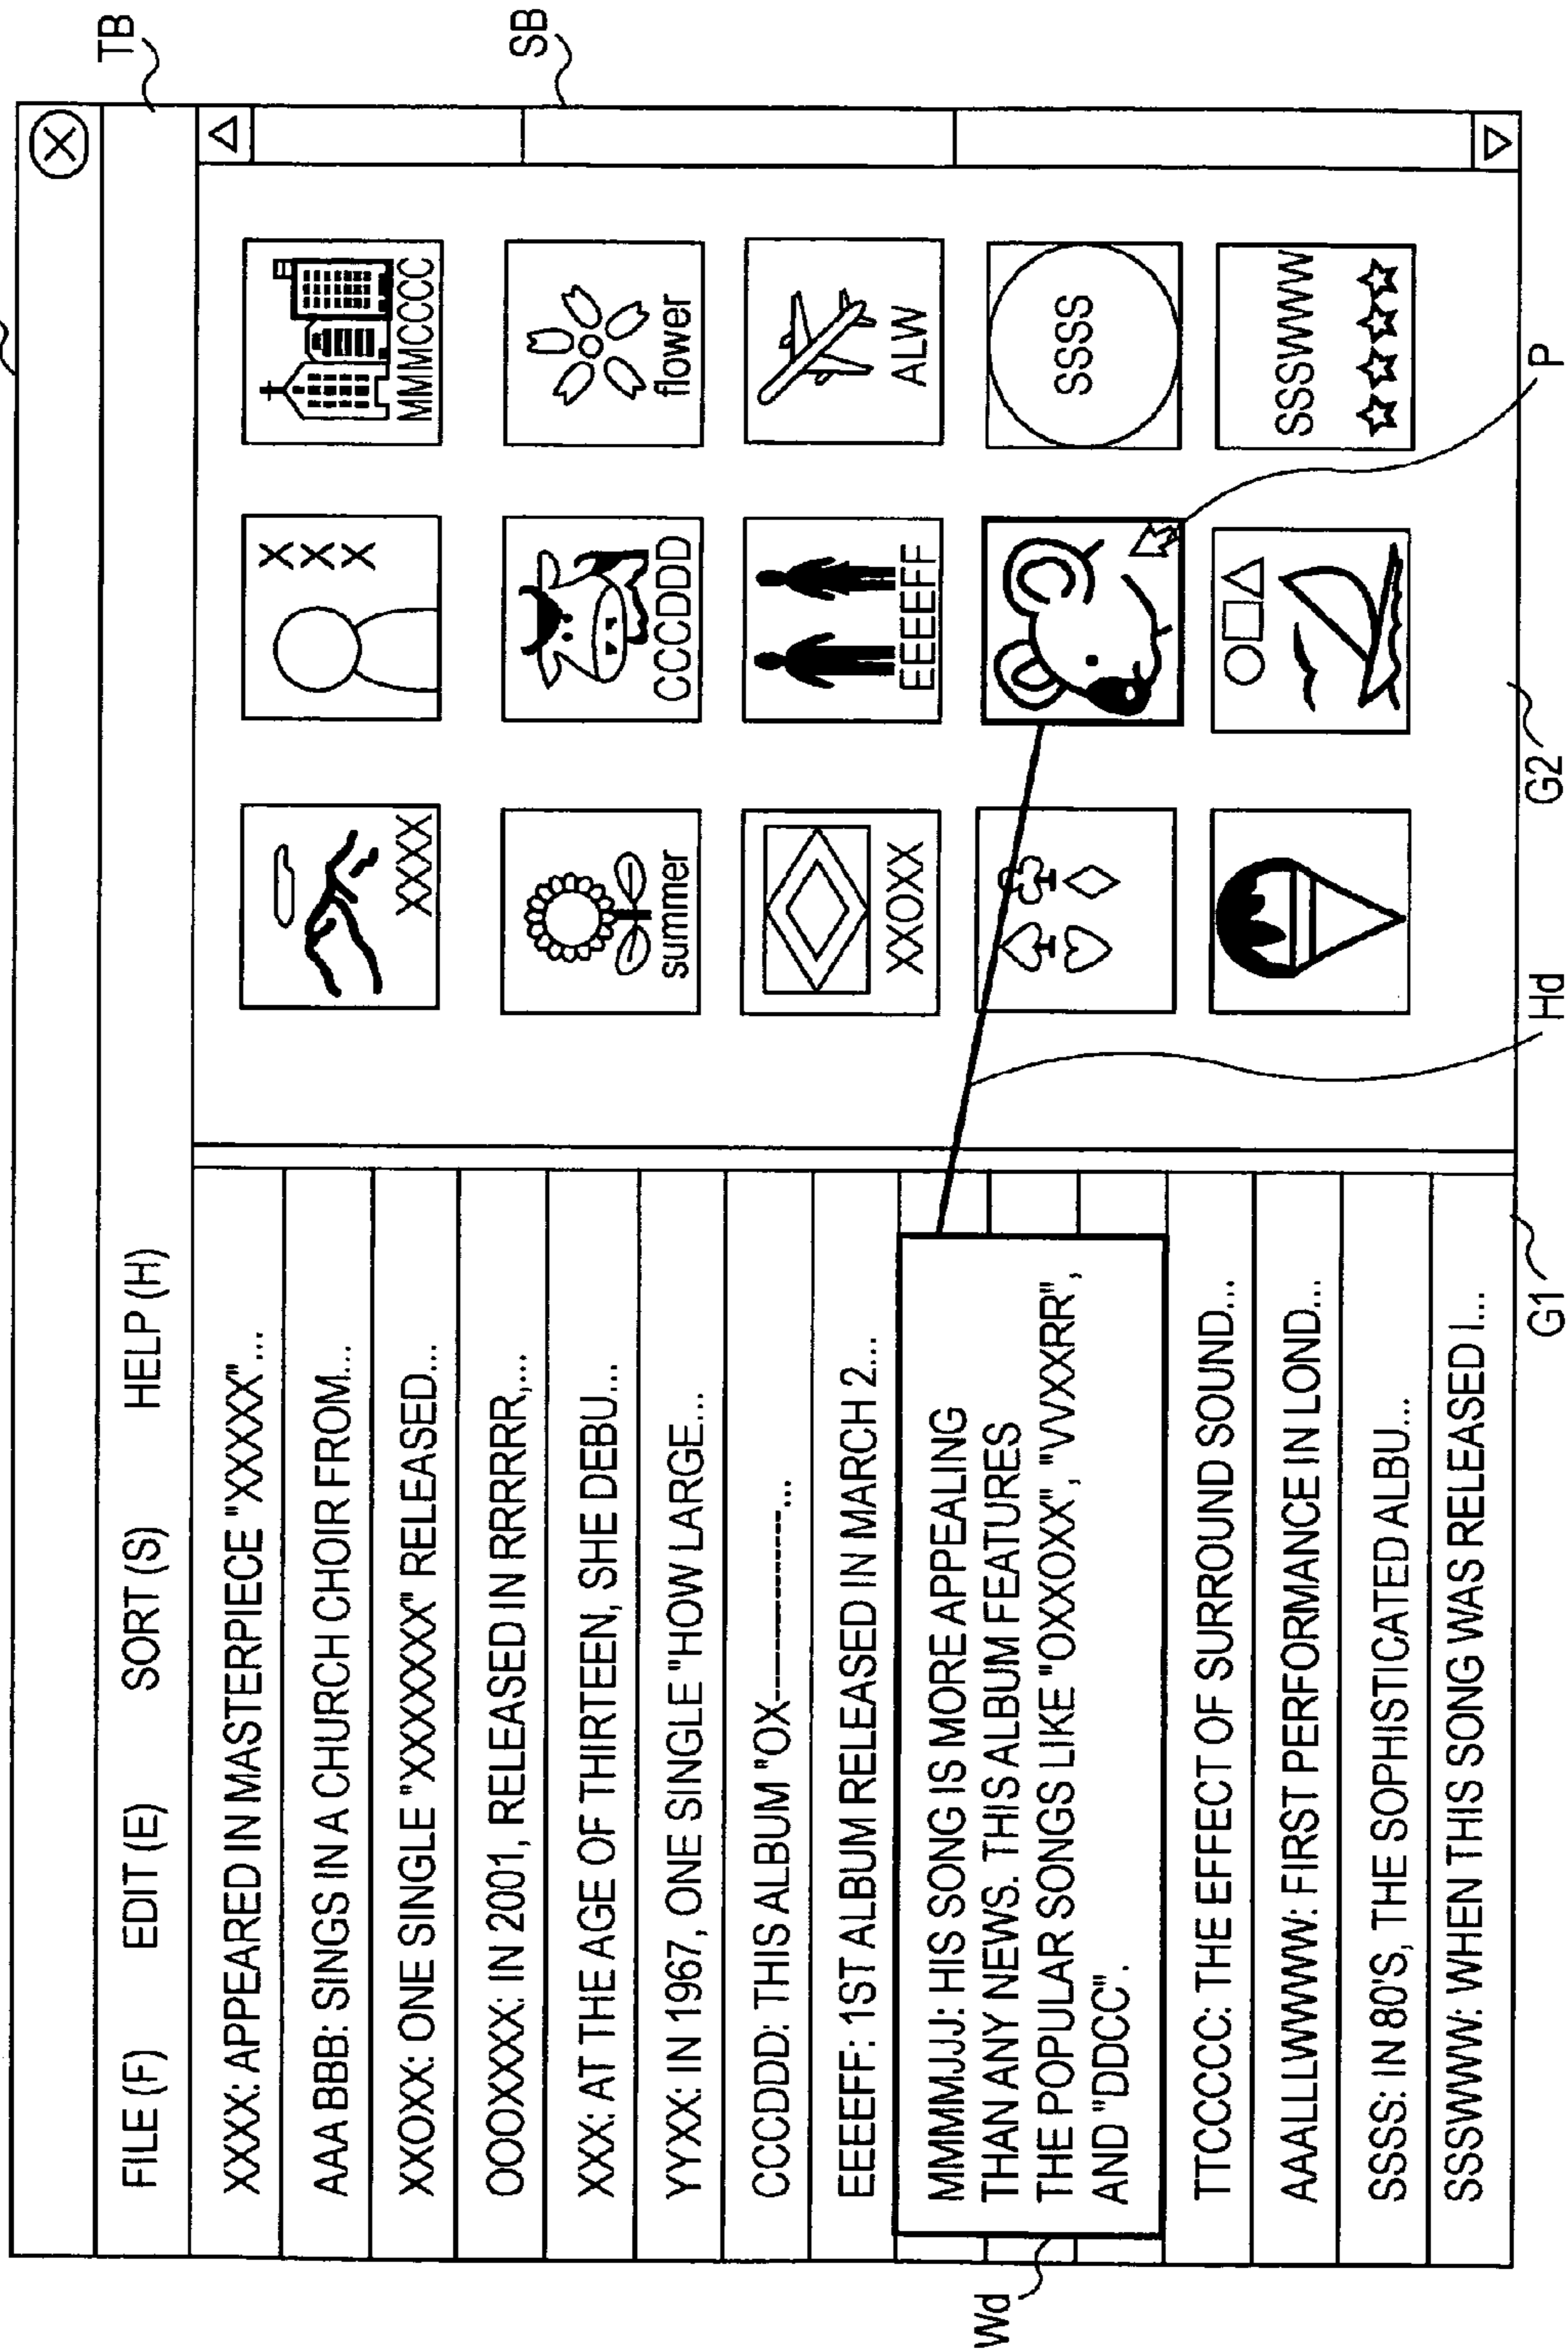 TB
FILE (F) EDIT (E) SORT (S) HELP (H)
SB
XXXX: APPEARED IN MASTERPIECE "XXXXX"...
AAA BBB: SINGS IN A CHURCH CHOIR FROM...
XXOXX: ONE SINGLE "XXXXXXX" RELEASED...
OOOXXXX: IN 2001, RELEASED IN RRRRRR,...
XXX: AT THE AGE OF THIRTEEN, SHE DEBU...
YYXX: IN 1967, ONE SINGLE "HOW LARGE...
CCCDDD: THIS ALBUM "OX---------------...
EEEEFF: 1ST ALBUM RELEASED IN MARCH 2...
Wd
MMMMJJJ: HIS SONG IS MORE APPEALING
THAN ANY NEWS. THIS ALBUM FEATURES
THE POPULAR SONGS LIKE "OXXOXX", "VVXXRR",
AND "DDCC".
TTCCCCC: THE EFFECT OF SURROUND SOUND...
AAALLLWWWW: FIRST PERFORMANCE IN LOND...
SSSS: IN 80'S, THE SOPHISTICATED ALBU...
SSSWWW: WHEN THIS SONG WAS RELEASED I...
XXXX
XXX
MMMCCCC
summer
CCCDDD
flower
XXOXX
EEEEFF
ALW
SSSS
SSSWWW
G1
Hd
G2
P